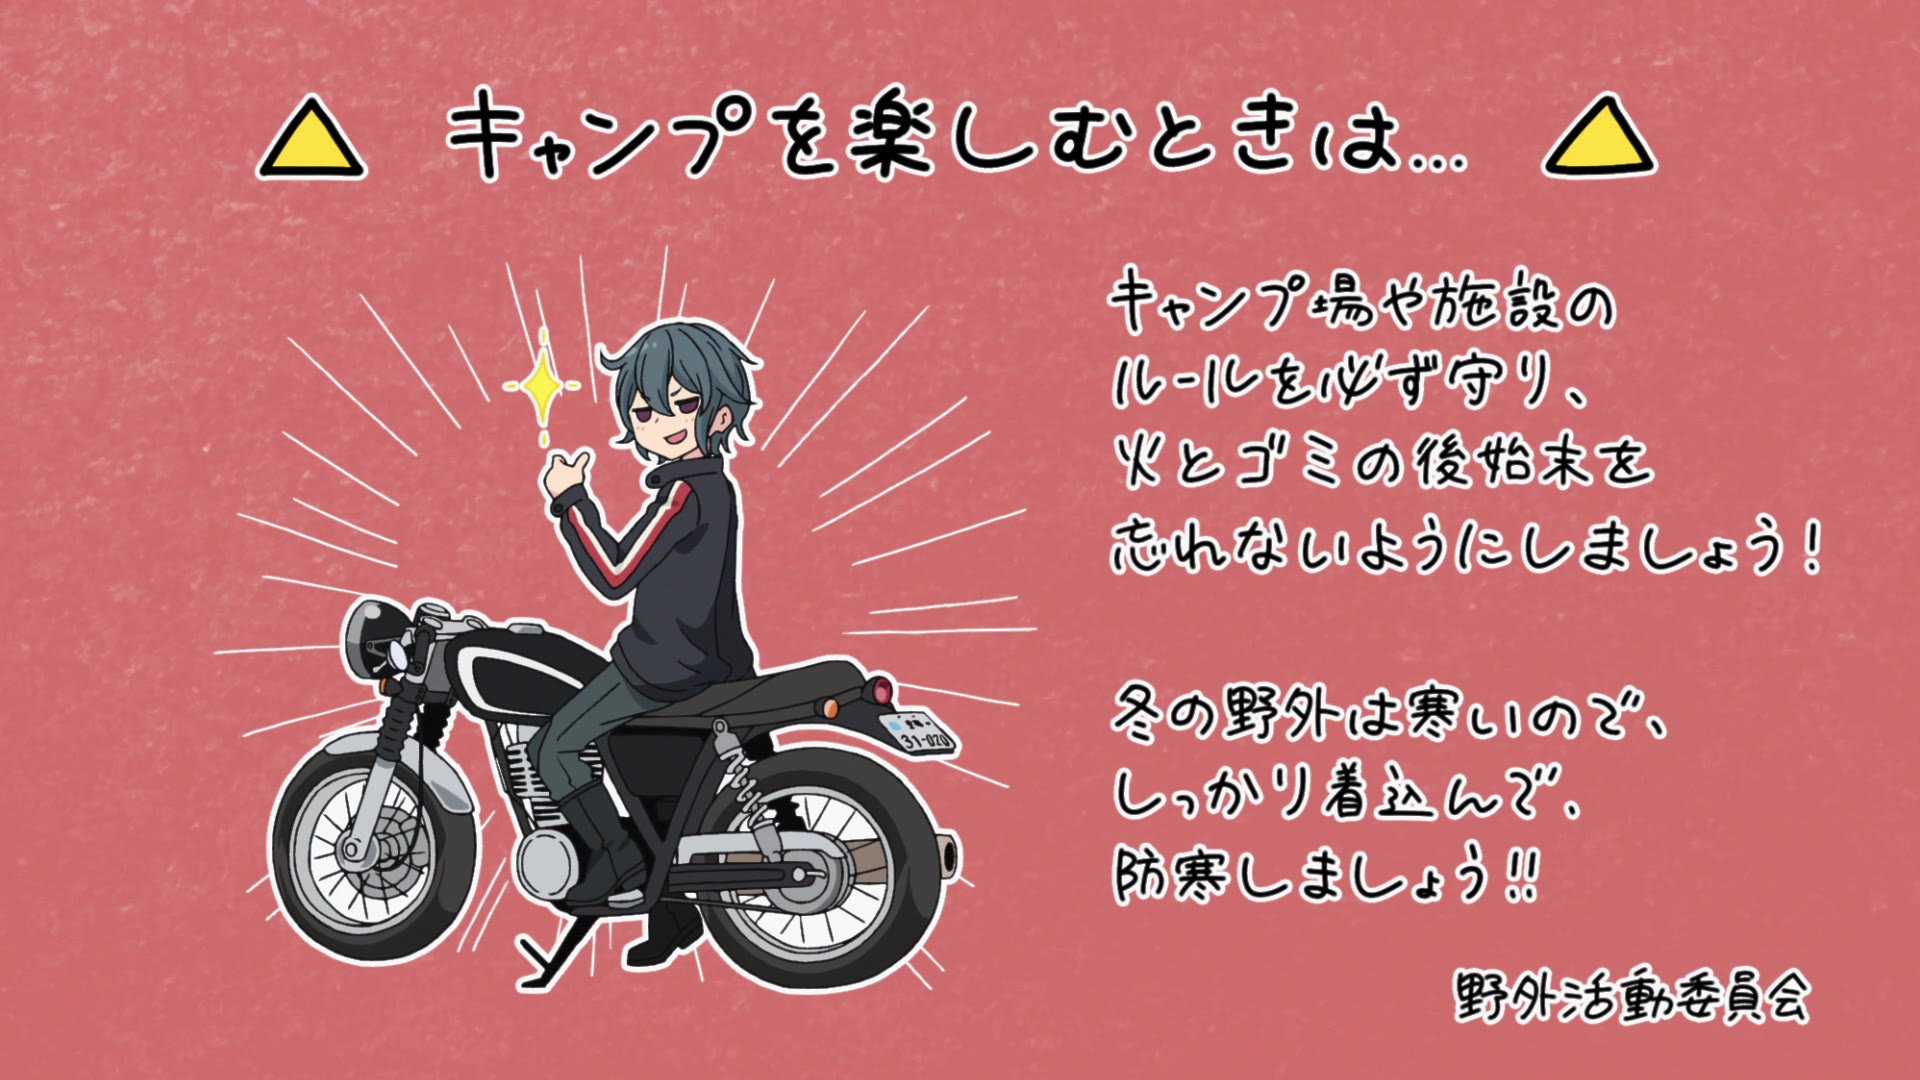 キャンプを楽しむときは…
キャンプ場や施設の
ルールを必ず守り、
火とゴミの後始末を
忘れないようにしましょう！
冬の野外は寒いので、
しっかり着込んで、
防寒しましょう！！
野外活動委員会
31-020